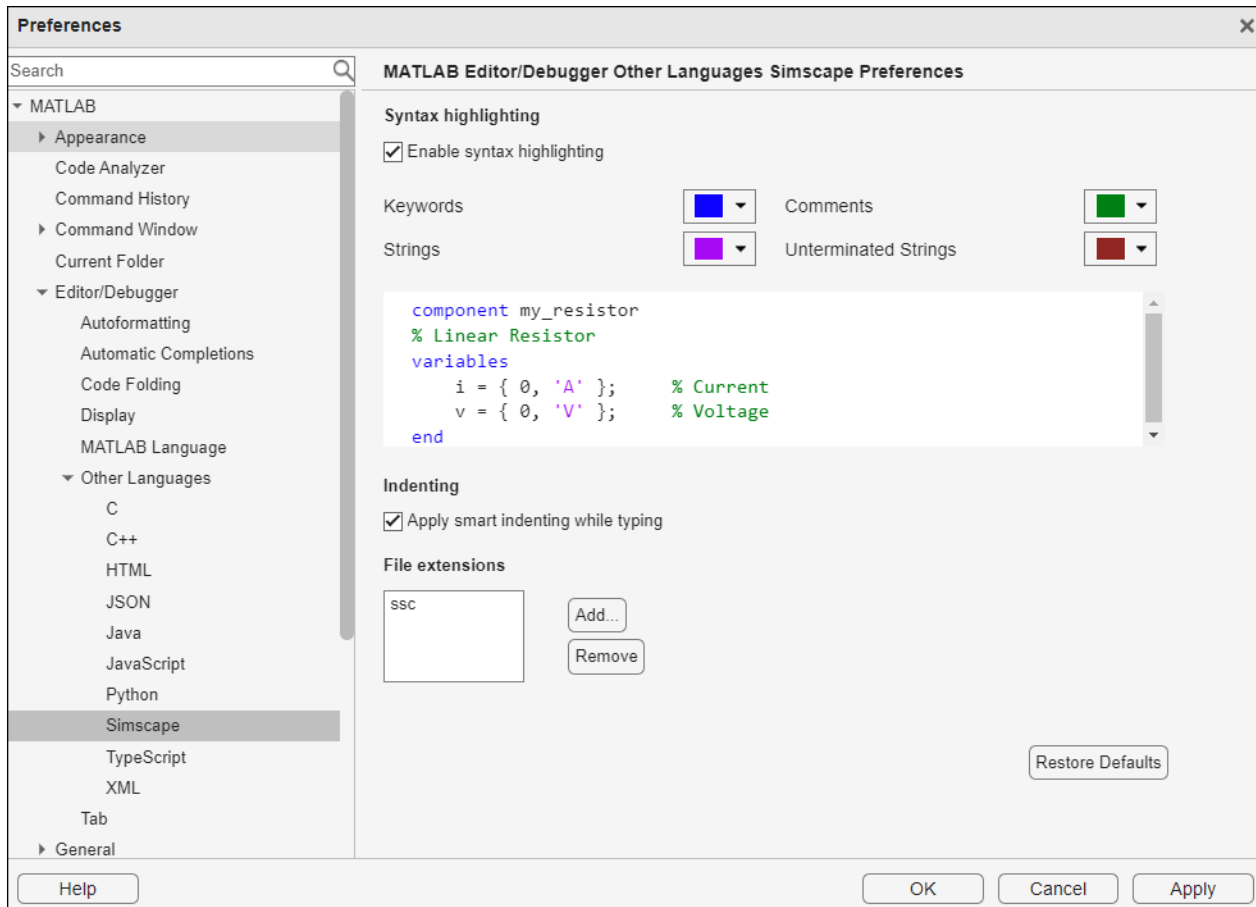 Preferences
Search
MATLAB Editor/Debugger Other Languages Simscape Preferences
MATLAB
Appearance
Code Analyzer
Command History
Command Window
Current Folder
Editor/Debugger
Autoformatting
Automatic Completions
Code Folding
Display
MATLAB Language
Other Languages
C
C++
HTML
JSON
Java
JavaScript
Python
Simscape
TypeScript
XML
Tab
General
Syntax highlighting
Enable syntax highlighting
Keywords
Comments
Strings
Unterminated Strings
component my_resistor
% Linear Resistor
variables
i = { 0, 'A' }; % Current
v = { 0, 'V' }; % Voltage
end
Indenting
Apply smart indenting while typing
File extensions
ssc
Add...
Remove
Restore Defaults
Help
OK
Cancel
Apply